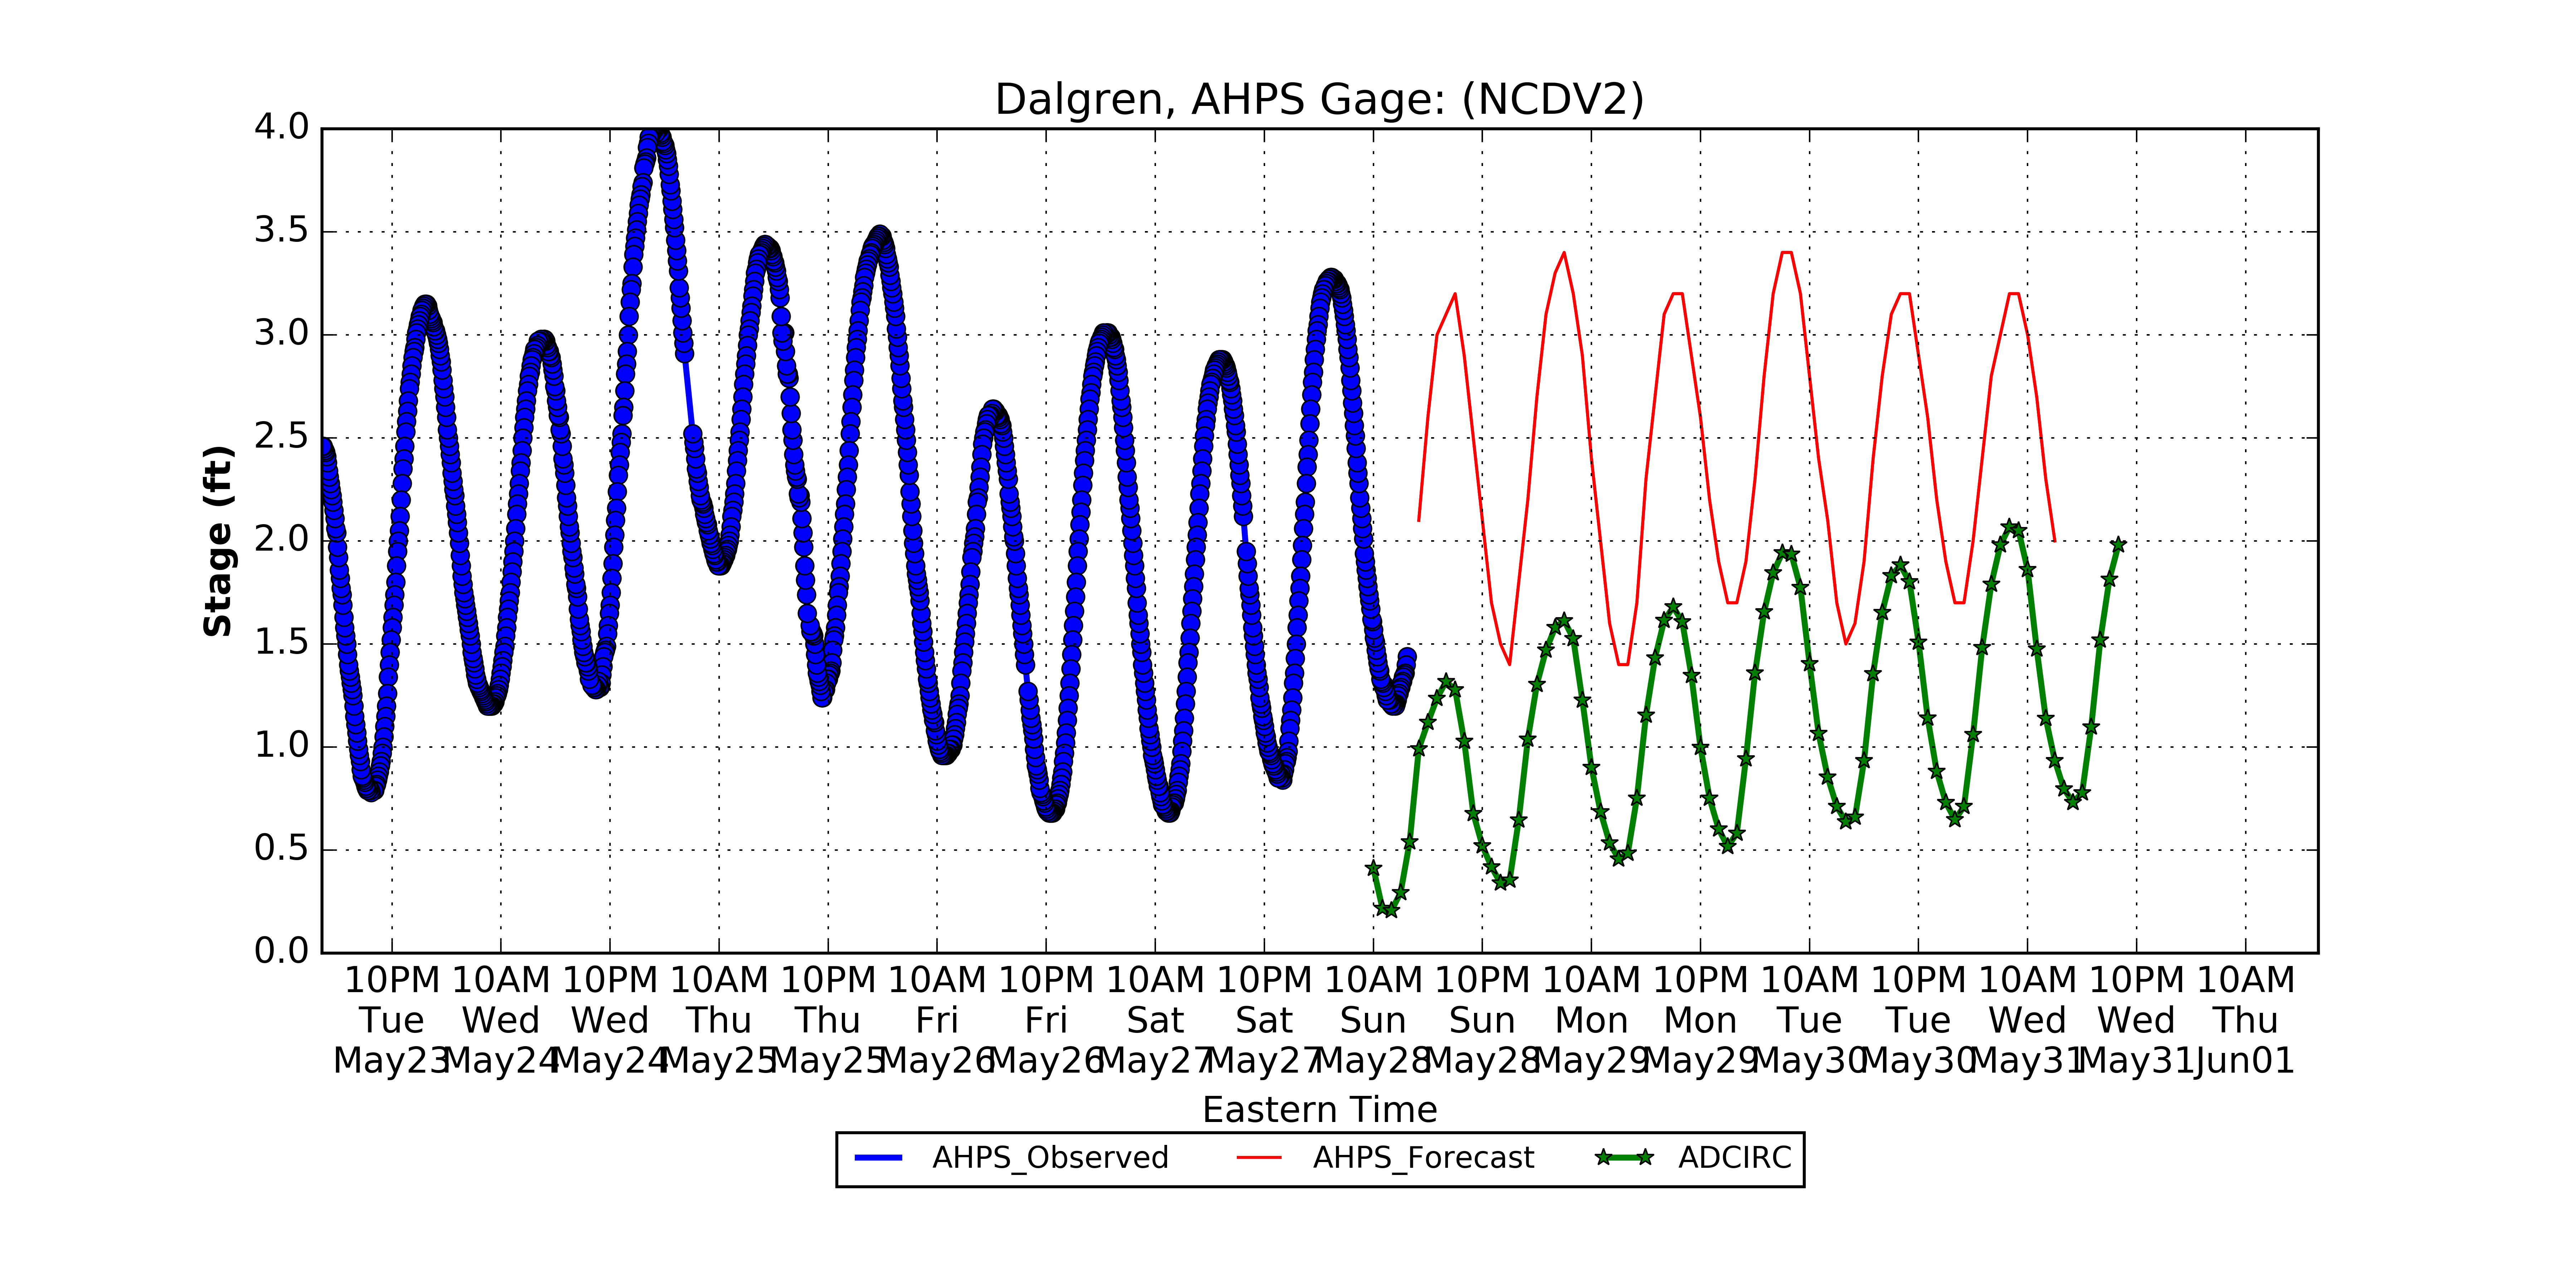 Dalgren, AHPS Gage: (NCDV2)
4.0
3.5
3.0
2.5
2.0
1.5
1.0
0.5
0.0
Stage (ft)
10PM 10AM 10PM 10AM 10PM 10AM 10PM 10AM 10PM 10AM 10PM 10AM 10PM 10AM 10PM 10AM 10PM 10AM
Tue Wed Wed Thu Thu Fri Fri Sat Sat Sun Sun Mon Mon Tue Tue Wed Wed Thu
May23 May24 May24 May25 May25 May26 May26 May27 May27 May28 May28 May29 May29 May30 May30 May31 May31 Jun01
Eastern Time
AHPS_Observed AHPS_Forecast ADCIRC